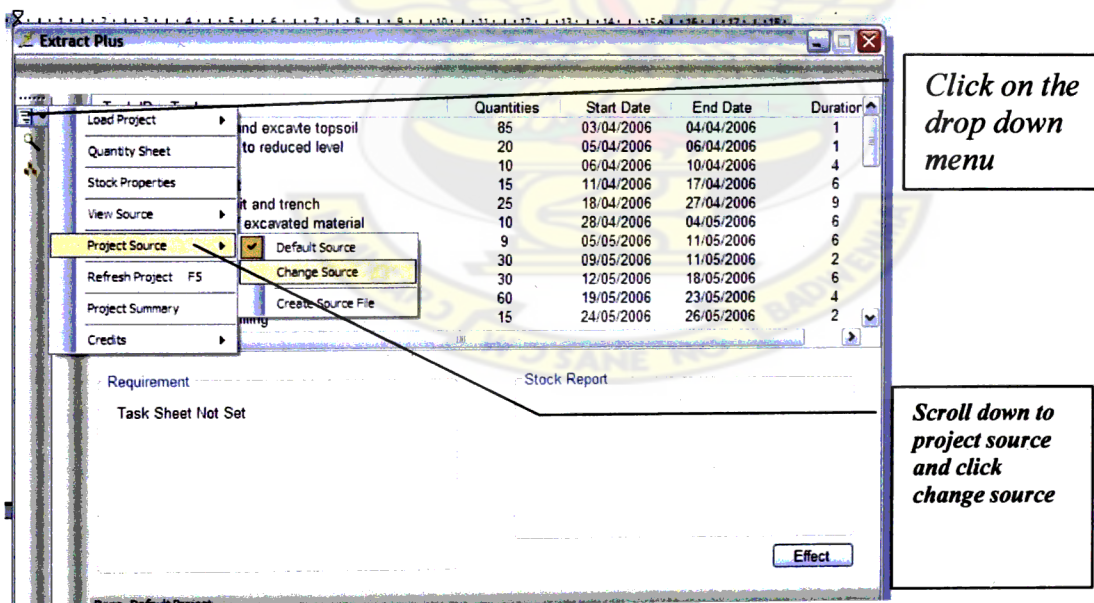 Extract Plus
Quantities Start Date End Date Duration
Load Project
Quantity Sheet
Stock Properties
View Source
Project Source
Refresh Project F5
Project Summary
Credits
Default Source
Change Source
Create Source File
and excavte topsoil 85 03/04/2006 04/04/2006 1
to reduced level 20 05/04/2006 06/04/2006 1
10 06/04/2006 10/04/2006 4
15 11/04/2006 17/04/2006 6
it and trench 25 18/04/2006 27/04/2006 9
excavated material 10 28/04/2006 04/05/2006 6
9 05/05/2006 11/05/2006 6
30 09/05/2006 11/05/2006 2
30 12/05/2006 18/05/2006 6
60 19/05/2006 23/05/2006 4
15 24/05/2006 26/05/2006 2
Requirement
Task Sheet Not Set
Stock Report
Effect
Click on the
drop down
menu
Scroll down to
project source
and click
change source